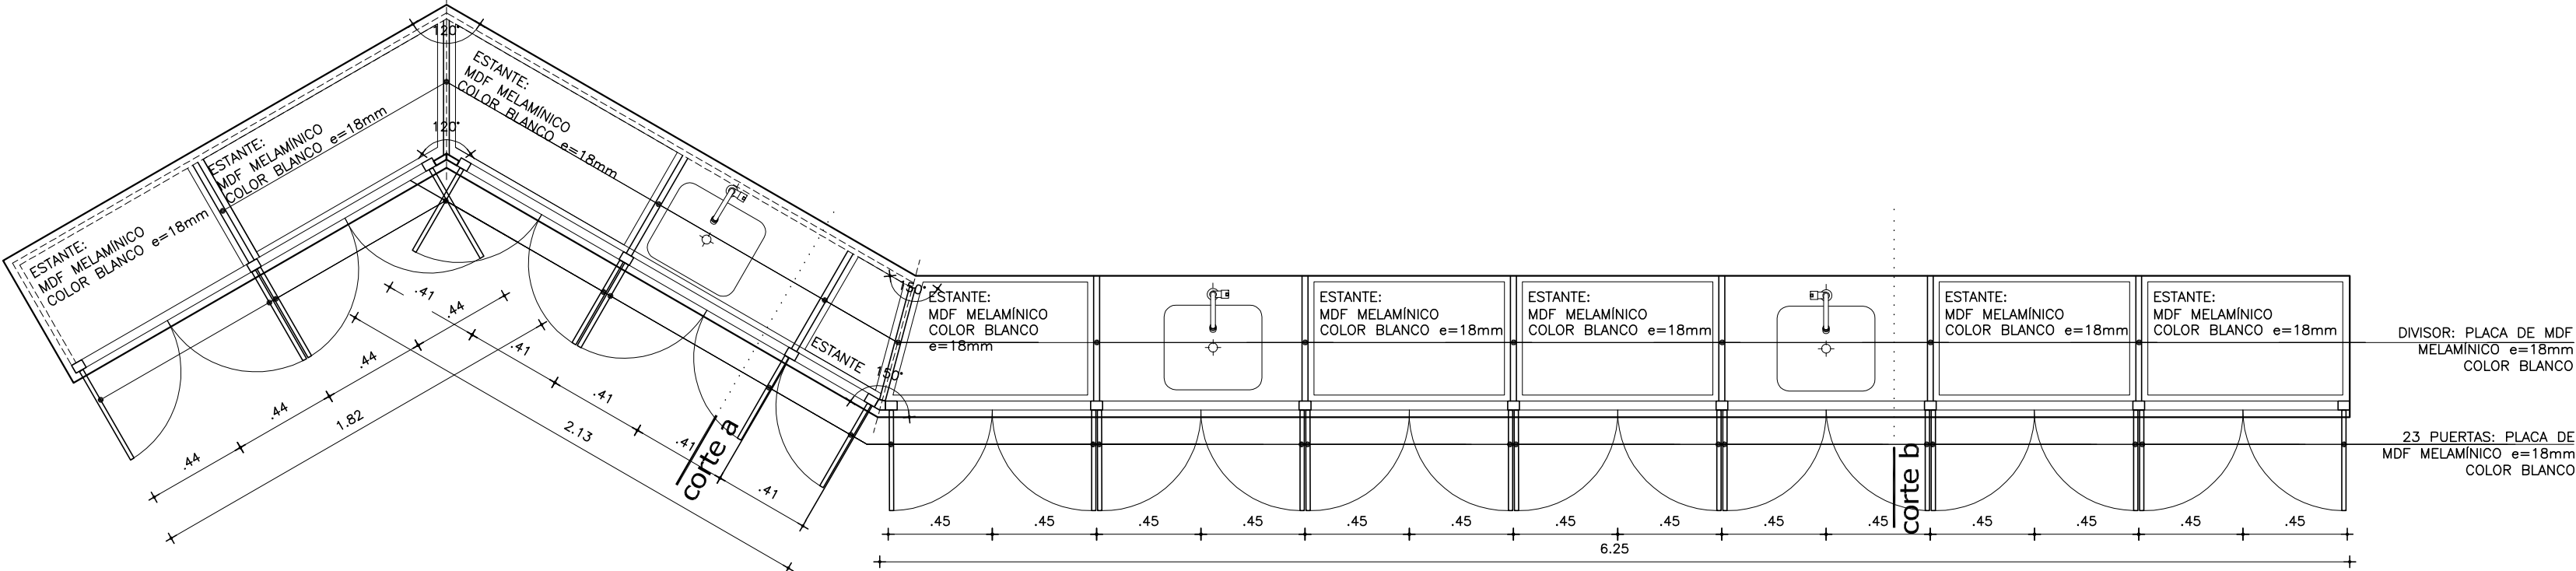 120°
120°
ESTANTE:
MDF MELAMÍNICO
COLOR BLANCO e=18mm
ESTANTE:
MDF MELAMÍNICO
COLOR BLANCO e=18mm
ESTANTE:
MDF MELAMÍNICO
COLOR BLANCO
e=18mm
ESTANTE
150°
150°
ESTANTE:
MDF MELAMÍNICO
COLOR BLANCO
e=18mm
ESTANTE:
MDF MELAMÍNICO
COLOR BLANCO e=18mm
ESTANTE:
MDF MELAMÍNICO
COLOR BLANCO e=18mm
ESTANTE:
MDF MELAMÍNICO
COLOR BLANCO e=18mm
ESTANTE:
MDF MELAMÍNICO
COLOR BLANCO e=18mm
DIVISOR: PLACA DE MDF
MELAMÍNICO e=18mm
COLOR BLANCO
23 PUERTAS: PLACA DE
MDF MELAMÍNICO e=18mm
COLOR BLANCO
.44
.44
.44
.44
1.82
.41
.41
.41
.41
.41
2.13
corte a
corte b
.45
.45
.45
.45
.45
.45
.45
.45
.45
.45
.45
.45
.45
.45
6.25